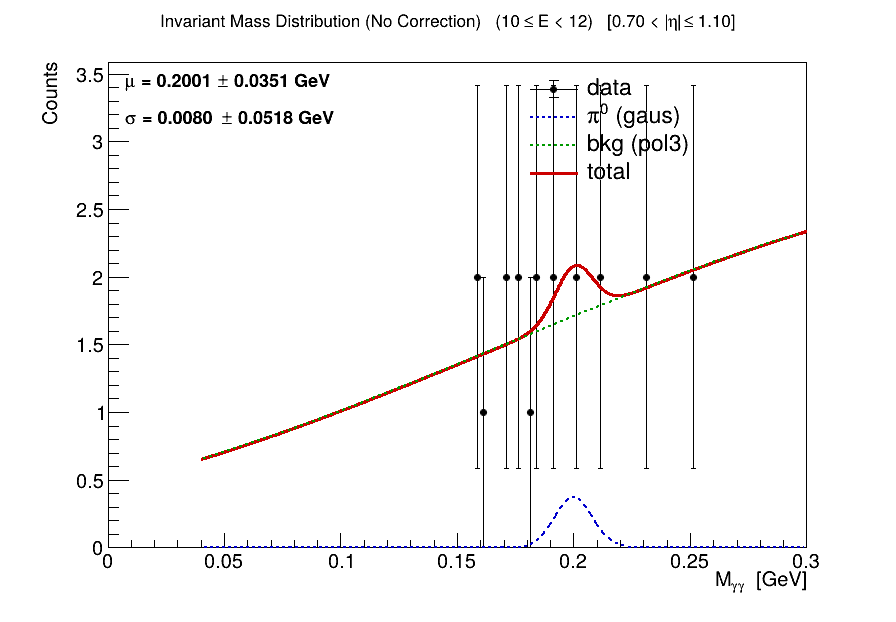 Invariant Mass Distribution (No Correction) (10 ≤ E < 12) [0.70 < |η| ≤ 1.10]
Counts
3.5
3
2.5
2
1.5
1
0.5
0
μ = 0.2001 ± 0.0351 GeV
σ = 0.0080 ± 0.0518 GeV
data
π⁰ (gaus)
bkg (pol3)
total
0 0.05 0.1 0.15 0.2 0.25 0.3
M_γγ [GeV]